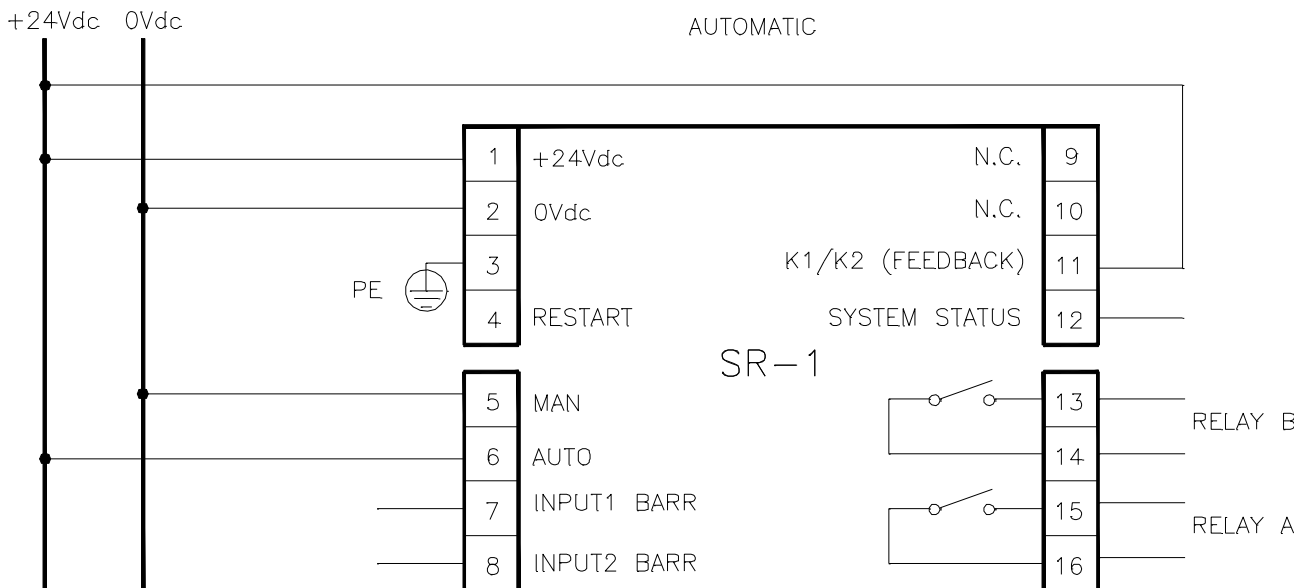 +24Vdc 0Vdc
AUTOMATIC
1 +24Vdc N.C. 9
2 0Vdc N.C. 10
3 K1/K2 (FEEDBACK) 11
PE
4 RESTART SYSTEM STATUS 12
SR-1
5 MAN 13
RELAY B
6 AUTO 14
7 INPUT1 BARR 15
RELAY A
8 INPUT2 BARR 16